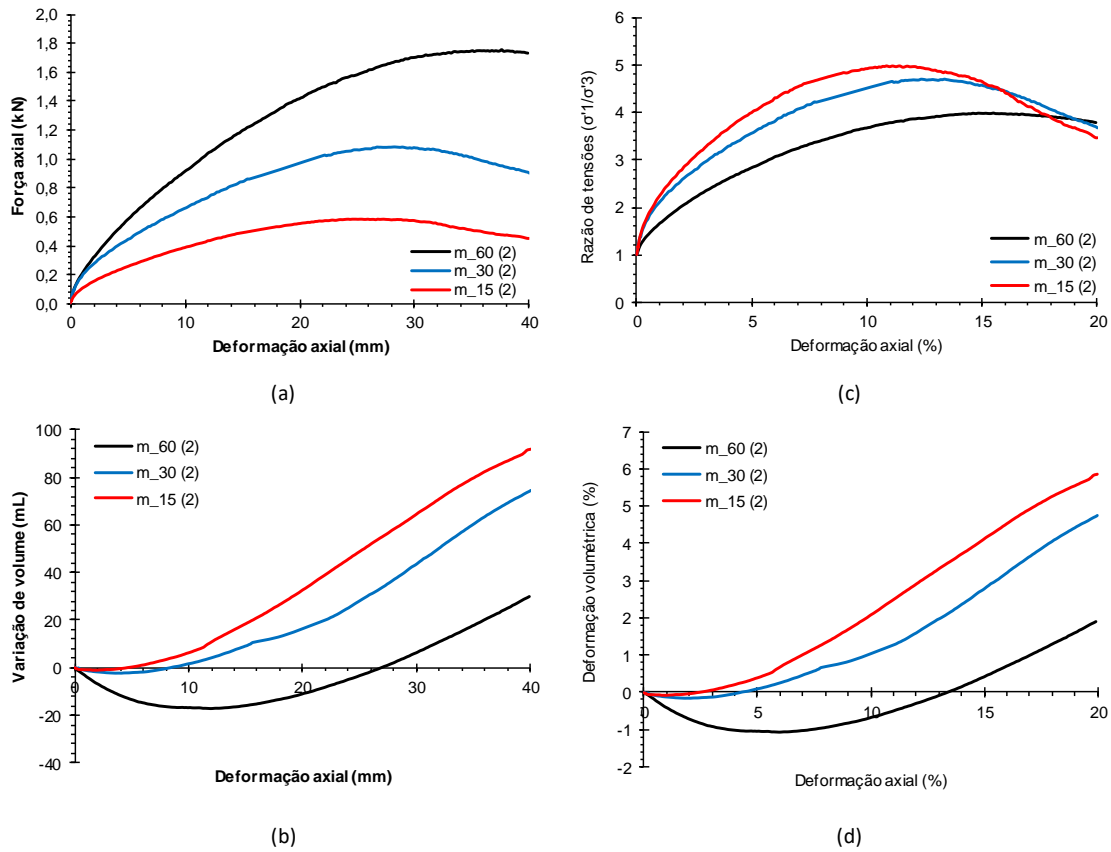 2,0
1,8
1,6
1,4
1,2
1,0
0,8
0,6
0,4
0,2
0,0
Força axial (kN)
m_60 (2)
m_30 (2)
m_15 (2)
0 10 20 30 40
Deformação axial (mm)
(a)
6
5
4
3
2
1
0
Razão de tensões (σ'1/σ'3)
m_60 (2)
m_30 (2)
m_15 (2)
0 5 10 15 20
Deformação axial (%)
(c)
100
80
60
40
20
0
-20
-40
Variação de volume (mL)
m_60 (2)
m_30 (2)
m_15 (2)
0 10 20 30 40
Deformação axial (mm)
(b)
7
6
5
4
3
2
1
0
-1
-2
Deformação volumétrica (%)
m_60 (2)
m_30 (2)
m_15 (2)
0 5 10 15 20
Deformação axial (%)
(d)